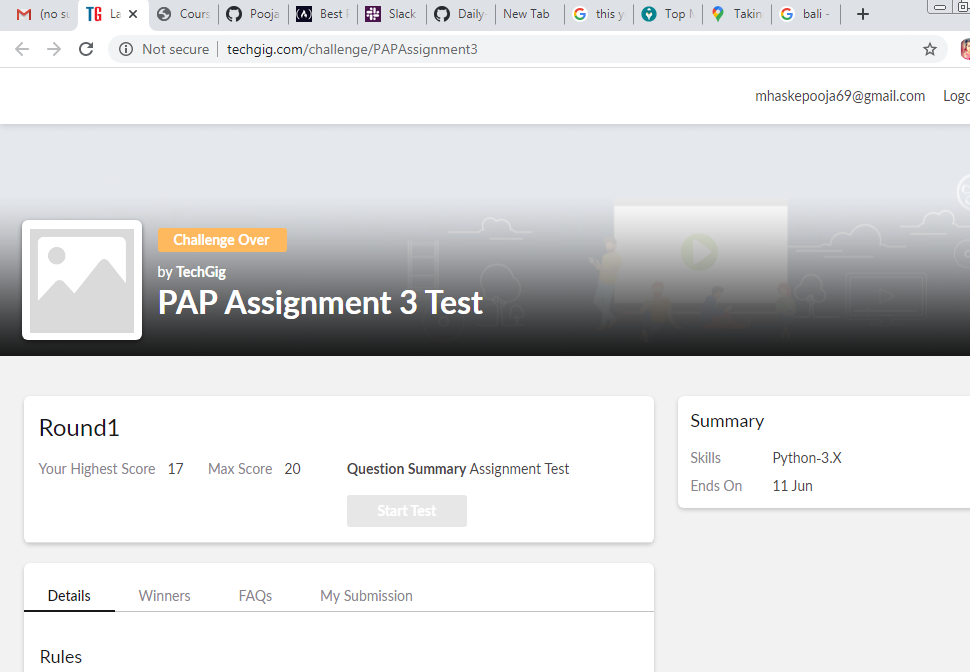 (no su
TG La
Cours
Pooja
Best
Slack
Daily
New Tab
this y
Top
Takin
bali -
Not secure
techgig.com/challenge/PAPAssignment3
mhaskepooja69@gmail.com
Challenge Over
by TechGig
PAP Assignment 3 Test
Round1
Your Highest Score 17 Max Score 20 Question Summary Assignment Test
Start Test
Summary
Skills Python-3.X
Ends On 11 Jun
Details Winners FAQs My Submission
Rules